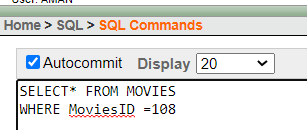 User: AMAN
Home > SQL > SQL Commands
Autocommit Display 20
SELECT* FROM MOVIES
WHERE MoviesID =108